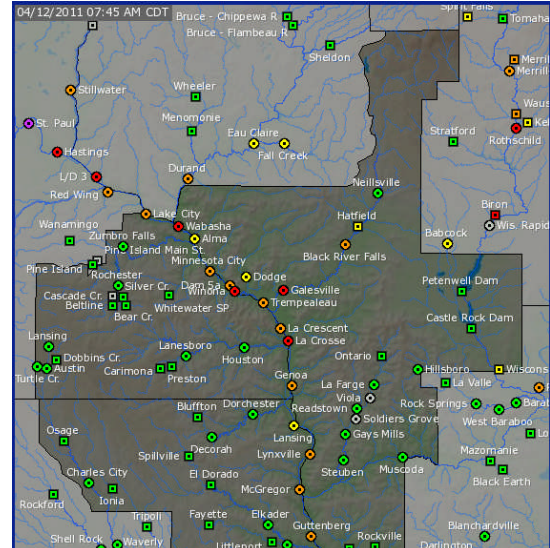 04/12/2011 07:45 AM CDT
Bruce - Chippewa R
Spirit Falls
Tomaha
Bruce - Flambeau R
Sheldon
Merril
Merrill
Stillwater
Wheeler
Waus
St. Paul
Menomonie
Kel
Rothschild
Eau Claire
Stratford
Fall Creek
Hastings
L/D 3
Durand
Red Wing
Neillsville
Biron
Lake City
Wis. Rapid
Wabasha
Hatfield
Wanamingo
Zumbro Falls
Alma
Babcock
Pine Island Main St.
Black River Falls
Minnesota City
Pine Island
Rochester
Dodge
Petenwell Dam
Silver Cr.
Dam 5a
Galesville
Cascade Cr.
Winona
Beltline
Whitewater SP
Trempealeau
Bear Cr.
Castle Rock Dam
La Crescent
Lansing
Lanesboro
La Crosse
Dobbins Cr.
Houston
Ontario
Austin
Carimona
Preston
Hillsboro
Wiscons
Turtle Cr.
Genoa
La Farge
La Valle
Viola
Rock Springs
Barab
Bluffton
Dorchester
Readstown
Soldiers Grove
West Baraboo
Osage
Lansing
Gays Mills
Decorah
Lo
Spillville
Lynxville
Mazomanie
Steuben
Muscoda
Charles City
El Dorado
Black Earth
Ionia
McGregor
Rockford
Tripoli
Fayette
Elkader
Guttenberg
Blanchardville
Shell Rock
Waverly
Littleport
Rockville
Darlington